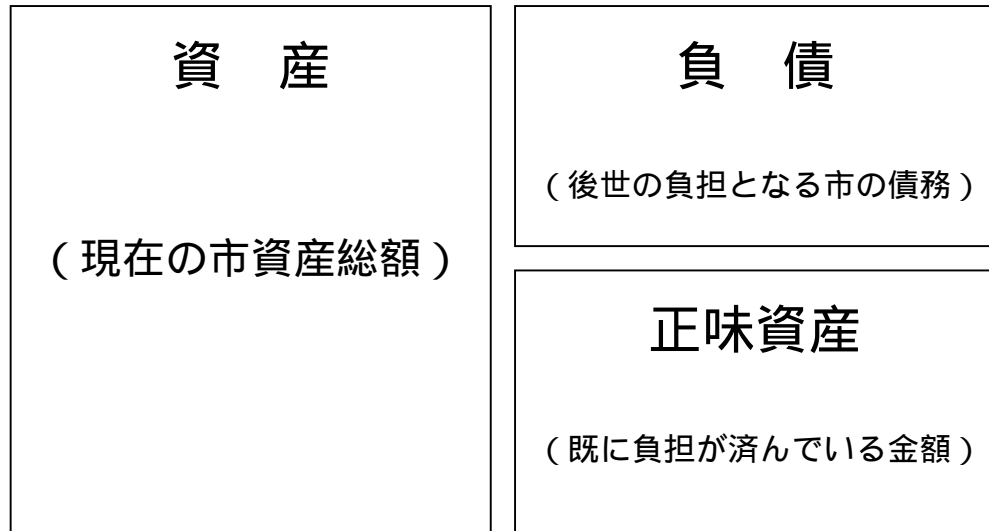 資　産
（現在の市資産総額）
負　債
（後世の負担となる市の債務）
正味資産
（既に負担が済んでいる金額）